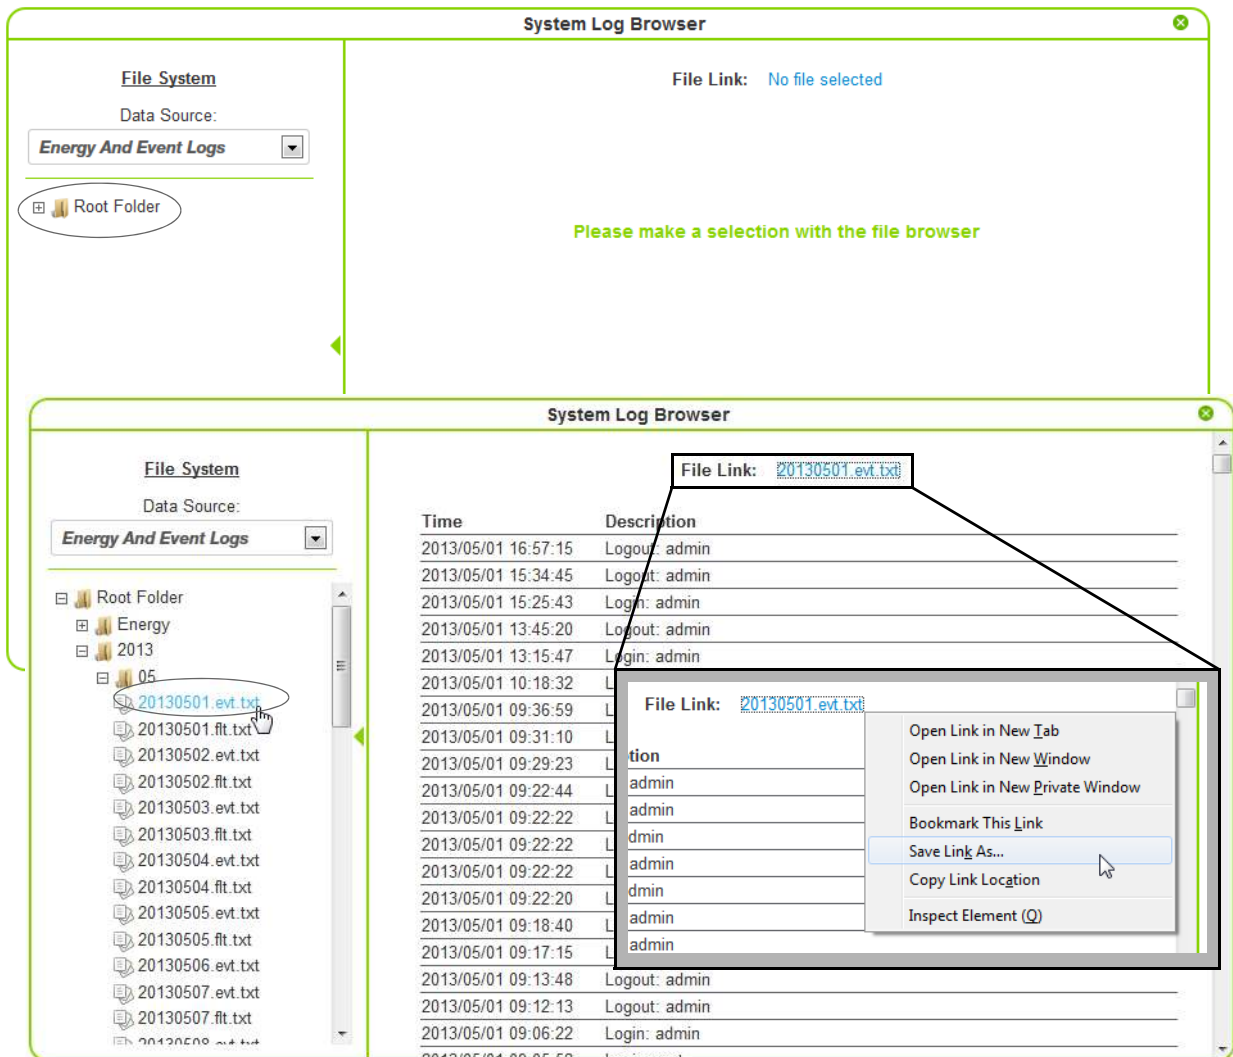 System Log Browser
File System
Data Source:
Energy And Event Logs
Root Folder
File Link: No file selected
Please make a selection with the file browser
System Log Browser
File System
Data Source:
Energy And Event Logs
Root Folder
Energy
2013
05
20130501.evt.txt
20130501.flt.txt
20130502.evt.txt
20130502.flt.txt
20130503.evt.txt
20130503.flt.txt
20130504.evt.txt
20130504.flt.txt
20130505.evt.txt
20130505.flt.txt
20130506.evt.txt
20130507.evt.txt
20130507.flt.txt
20130508.evt.txt
File Link: 20130501.evt.txt
Time Description
2013/05/01 16:57:15 Logout: admin
2013/05/01 15:34:45 Logout: admin
2013/05/01 15:25:43 Login: admin
2013/05/01 13:45:20 Logout: admin
2013/05/01 13:15:47 Login: admin
2013/05/01 10:18:32 L
2013/05/01 09:36:59 L
2013/05/01 09:31:10 L
2013/05/01 09:29:23 L
2013/05/01 09:22:44 L
2013/05/01 09:22:22 L
2013/05/01 09:22:22 L
2013/05/01 09:22:22 L
2013/05/01 09:22:20 L
2013/05/01 09:18:40 L
2013/05/01 09:17:15 L
2013/05/01 09:13:48 Logout: admin
2013/05/01 09:12:13 Logout: admin
2013/05/01 09:06:22 Login: admin
File Link: 20130501.evt.txt
tion
admin
admin
dmin
admin
dmin
admin
admin
Open Link in New Tab
Open Link in New Window
Open Link in New Private Window
Bookmark This Link
Save Link As...
Copy Link Location
Inspect Element (Q)